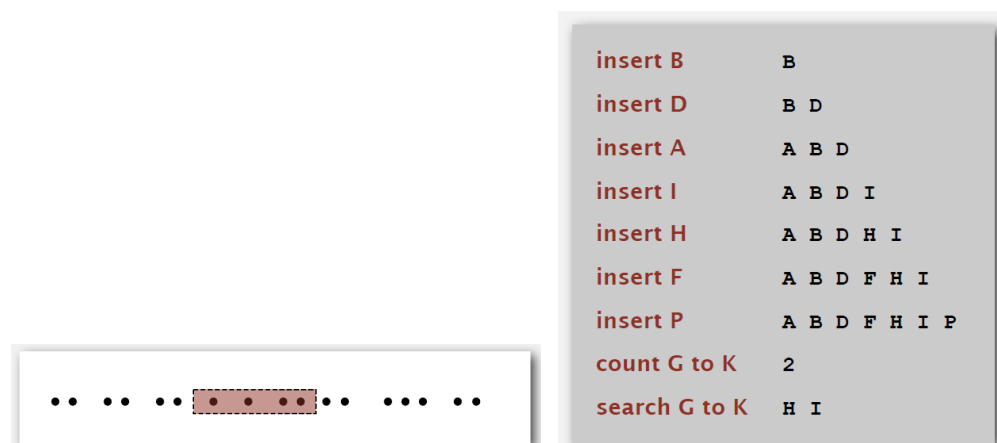 insert B B
insert D B D
insert A A B D
insert I A B D I
insert H A B D H I
insert F A B D F H I
insert P A B D F H I P
count G to K 2
search G to K H I